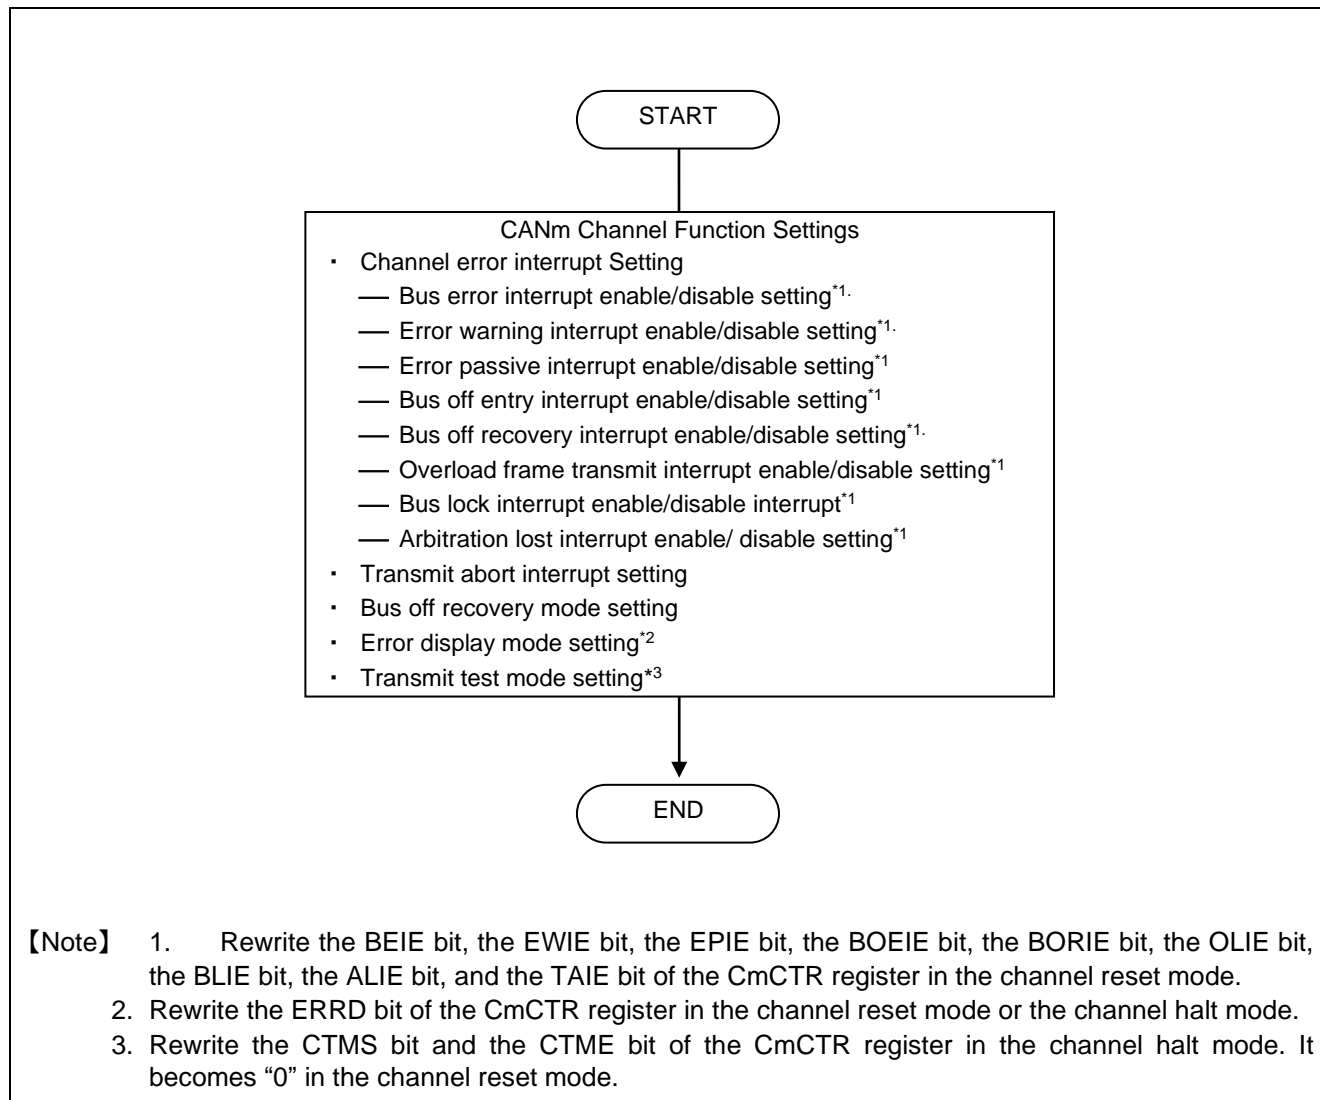 START
CANm Channel Function Settings
・ Channel error interrupt Setting
— Bus error interrupt enable/disable setting*1.
— Error warning interrupt enable/disable setting*1.
— Error passive interrupt enable/disable setting*1
— Bus off entry interrupt enable/disable setting*1
— Bus off recovery interrupt enable/disable setting*1.
— Overload frame transmit interrupt enable/disable setting*1
— Bus lock interrupt enable/disable interrupt*1
— Arbitration lost interrupt enable/ disable setting*1
・ Transmit abort interrupt setting
・ Bus off recovery mode setting
・ Error display mode setting*2
・ Transmit test mode setting*3
END
【Note】 1. Rewrite the BEIE bit, the EWIE bit, the EPIE bit, the BOEIE bit, the BORIE bit, the OLIE bit,
the BLIE bit, the ALIE bit, and the TAIE bit of the CmCTR register in the channel reset mode.
2. Rewrite the ERRD bit of the CmCTR register in the channel reset mode or the channel halt mode.
3. Rewrite the CTMS bit and the CTME bit of the CmCTR register in the channel halt mode. It
becomes “0” in the channel reset mode.